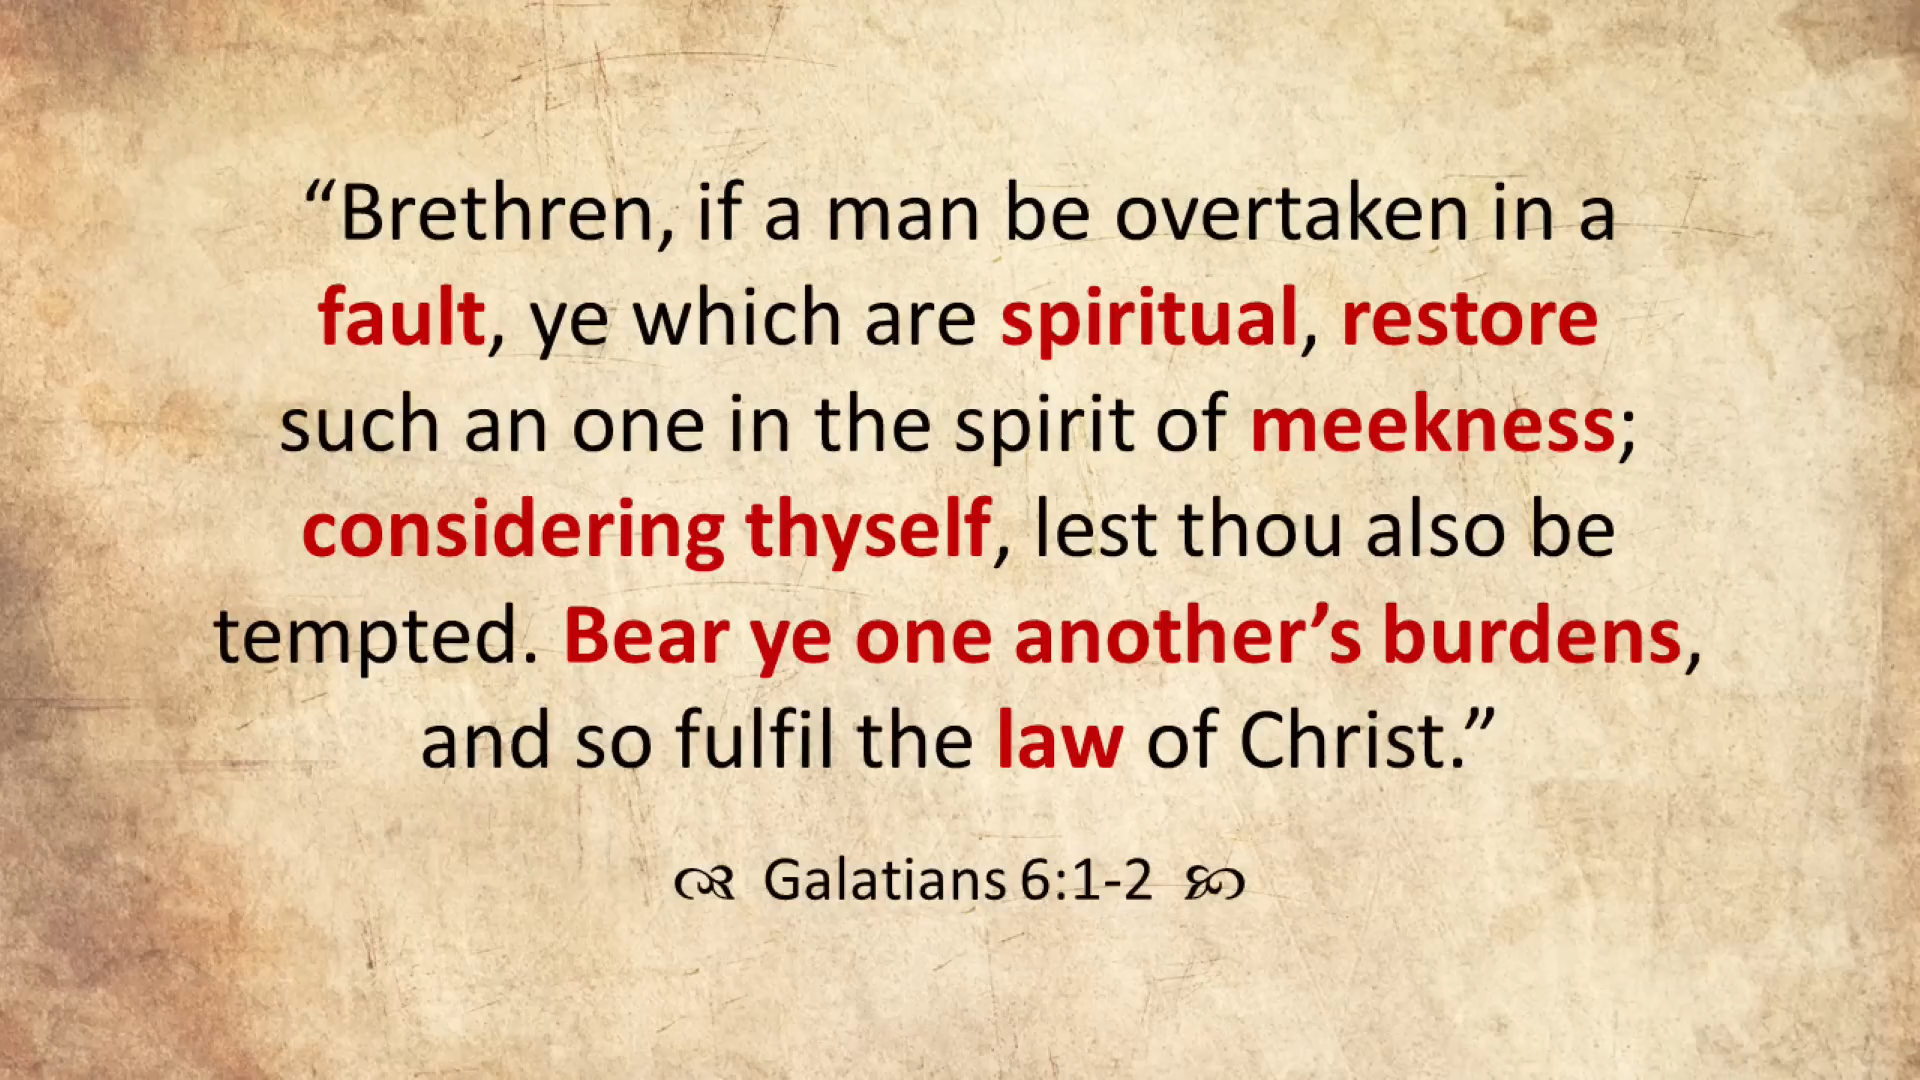 “Brethren, if a man be overtaken in a
fault, ye which are spiritual, restore
such an one in the spirit of meekness;
considering thyself, lest thou also be
tempted. Bear ye one another’s burdens,
and so fulfil the law of Christ.”
Galatians 6:1-2